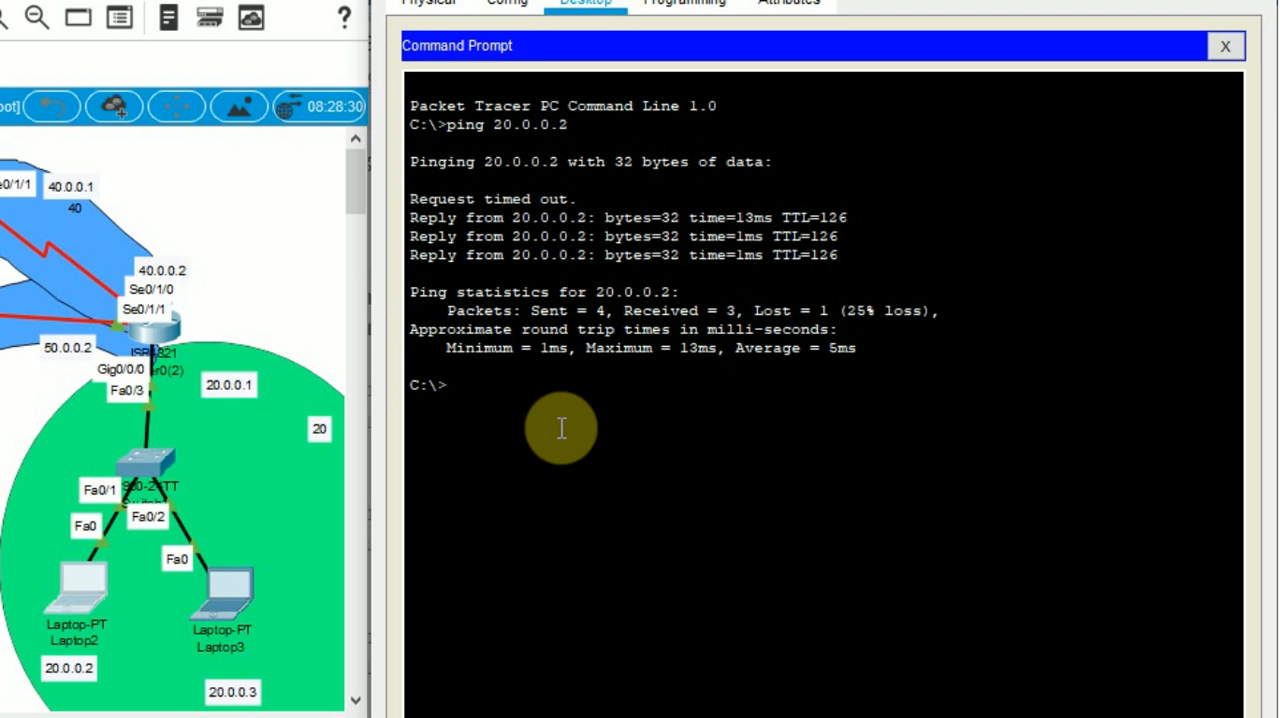 Physical Config Desktop Programming Attributes
?
Command Prompt
X
08:28:30
Packet Tracer PC Command Line 1.0
C:\>ping 20.0.0.2
Pinging 20.0.0.2 with 32 bytes of data:
Request timed out.
Reply from 20.0.0.2: bytes=32 time=13ms TTL=126
Reply from 20.0.0.2: bytes=32 time=1ms TTL=126
Reply from 20.0.0.2: bytes=32 time=1ms TTL=126
Ping statistics for 20.0.0.2:
Packets: Sent = 4, Received = 3, Lost = 1 (25% loss),
Approximate round trip times in milli-seconds:
Minimum = 1ms, Maximum = 13ms, Average = 5ms
C:\>
40.0.0.1
40
40.0.0.2
Se0/1/0
Se0/1/1
50.0.0.2
Gig0/0/0
Fa0/3
20.0.0.1
20
Fa0/1
Fa0/2
Fa0
Fa0
Laptop-PT
Laptop2
Laptop-PT
Laptop3
20.0.0.2
20.0.0.3